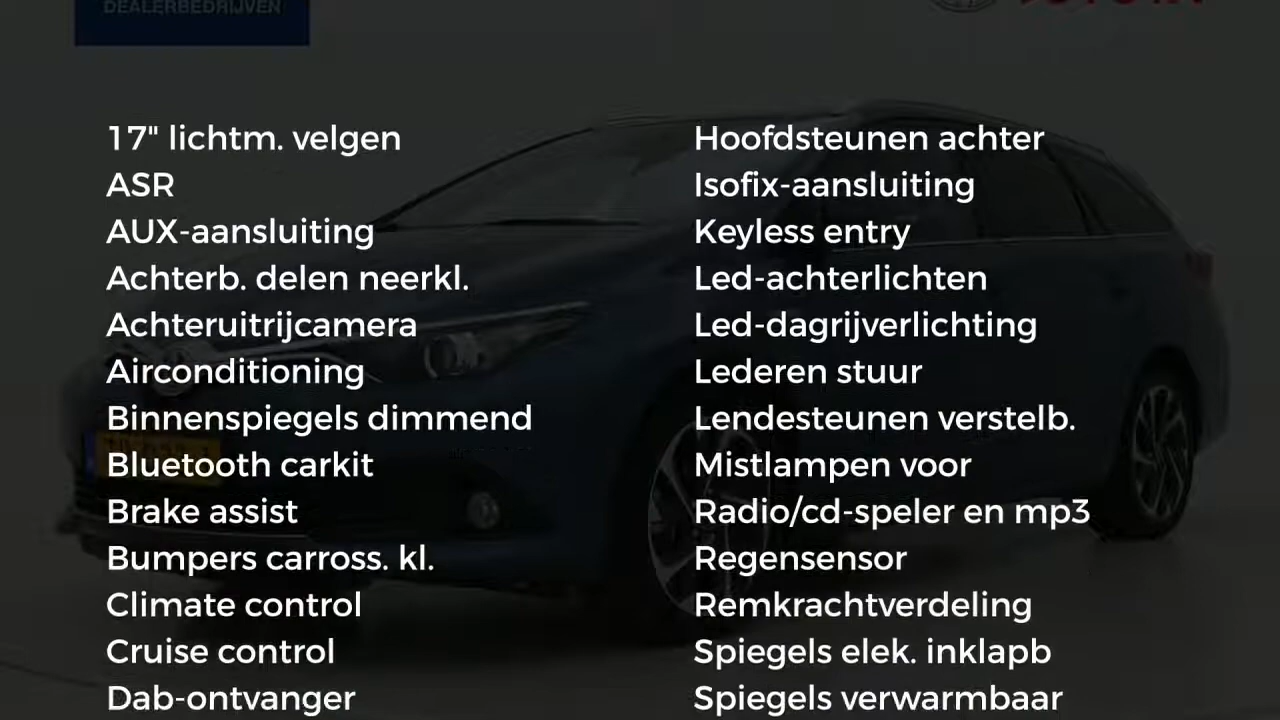 DEALERBEDRIJVEN
17" lichtm. velgen
ASR
AUX-aansluiting
Achterb. delen neerkl.
Achteruitrijcamera
Airconditioning
Binnenspiegels dimmend
Bluetooth carkit
Brake assist
Bumpers carross. kl.
Climate control
Cruise control
Dab-ontvanger
Hoofdsteunen achter
Isofix-aansluiting
Keyless entry
Led-achterlichten
Led-dagrijverlichting
Lederen stuur
Lendesteunen verstelb.
Mistlampen voor
Radio/cd-speler en mp3
Regensensor
Remkrachtverdeling
Spiegels elek. inklapb
Spiegels verwarmbaar